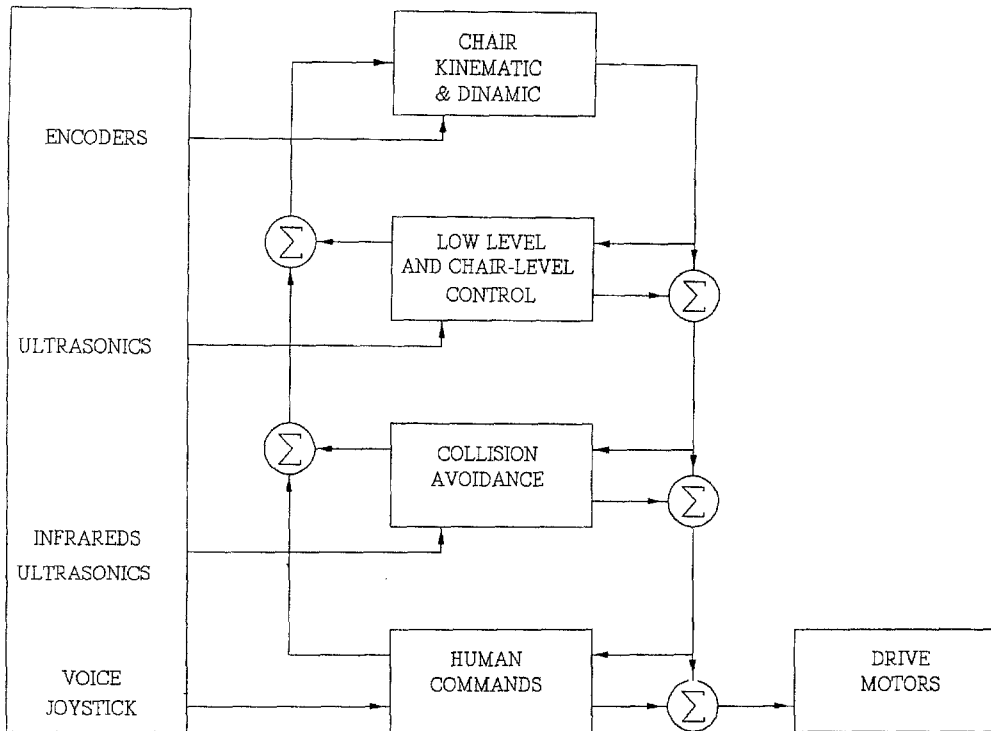 CHAIR
KINEMATIC
& DINAMIC
ENCODERS
Σ
LOW LEVEL
AND CHAIR-LEVEL
CONTROL
Σ
ULTRASONICS
Σ
COLLISION
AVOIDANCE
Σ
INFRAREDS
ULTRASONICS
VOICE
JOYSTICK
HUMAN
COMMANDS
Σ
DRIVE
MOTORS